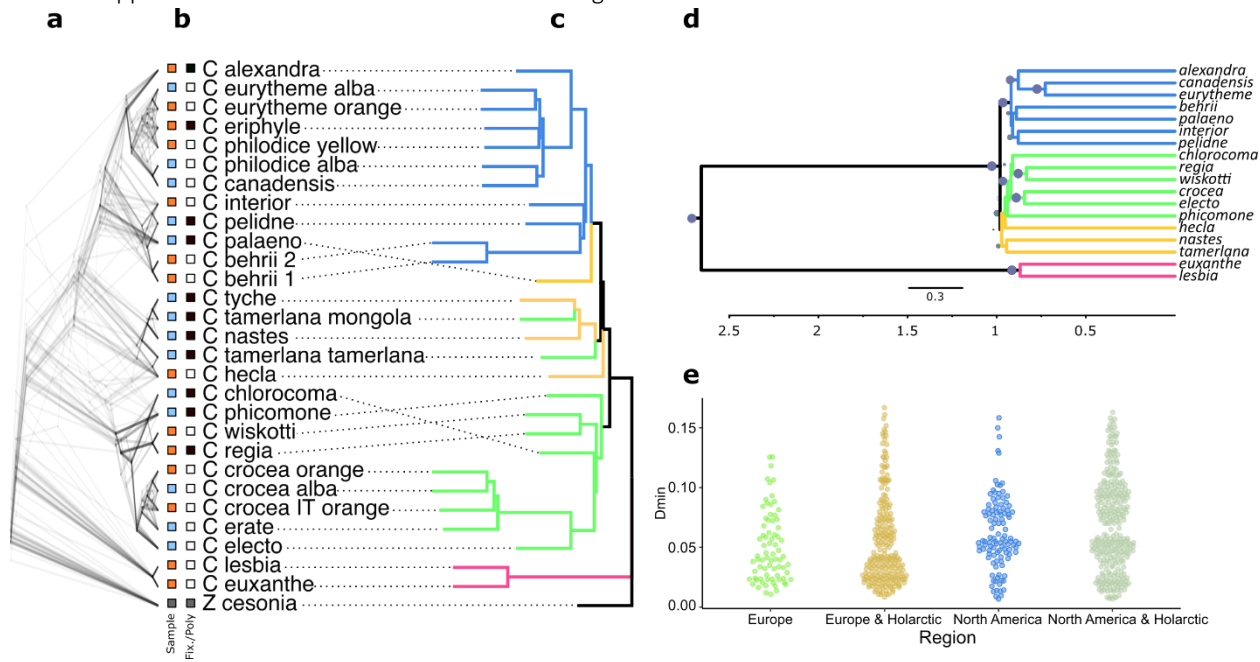 a
b
c
C alexandra
C eurytheme alba
C eurytheme orange
C eriphyle
C philodice yellow
C philodice alba
C canadensis
C interior
C pelidne
C palaeno
C behrii 2
C behrii 1
C tyche
C tamerlana mongola
C nastes
C tamerlana tamerlana
C hecla
C chlorocoma
C phicomone
C wiskotti
C regia
C crocea orange
C crocea alba
C crocea IT orange
C erate
C electo
C lesbia
C euxanthe
Z cesonia
Sample
Fix./Poly
d
alexandra
canadensis
eurytheme
behrii
palaeno
interior
pelidne
chlorocoma
regia
wiskotti
crocea
electo
phicomone
hecla
nastes
tamerlana
euxanthe
lesbia
0.3
2.5 2 1.5 1 0.5
e
Dmin
0.15
0.10
0.05
0.00
Europe Europe & Holarctic North America North America & Holarctic
Region